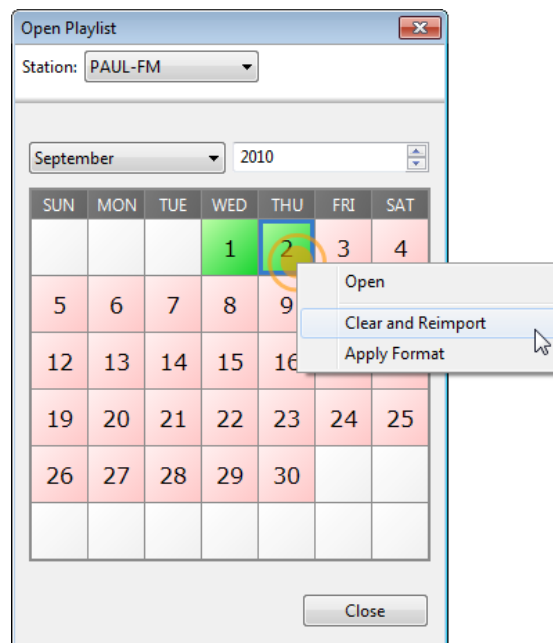 Open Playlist
Station: PAUL-FM
September 2010
SUN MON TUE WED THU FRI SAT
1 2 3 4
5 6 7 8 9
12 13 14 15 16
19 20 21 22 23 24 25
26 27 28 29 30
Open
Clear and Reimport
Apply Format
Close